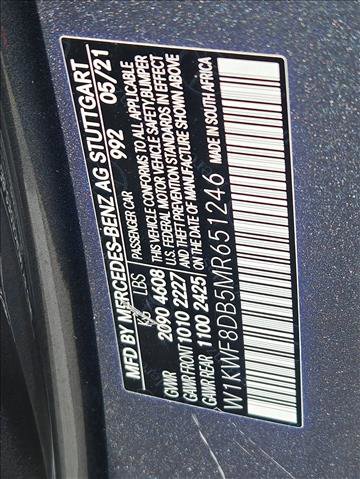 MFD BY MERCEDES-BENZ AG STUTTGART
992 05/21
KG LBS PASSENGER CAR
GVWR 2090 4608 THIS VEHICLE CONFORMS TO ALL APPLICABLE
GAWR FRONT 1010 2227 U.S. FEDERAL MOTOR VEHICLE SAFETY,BUMPER
GAWR REAR 1100 2425 AND THEFT PREVENTION STANDARDS IN EFFECT
ON THE DATE OF MANUFACTURE SHOWN ABOVE
MADE IN SOUTH AFRICA
W1KWF8DB5MR651246